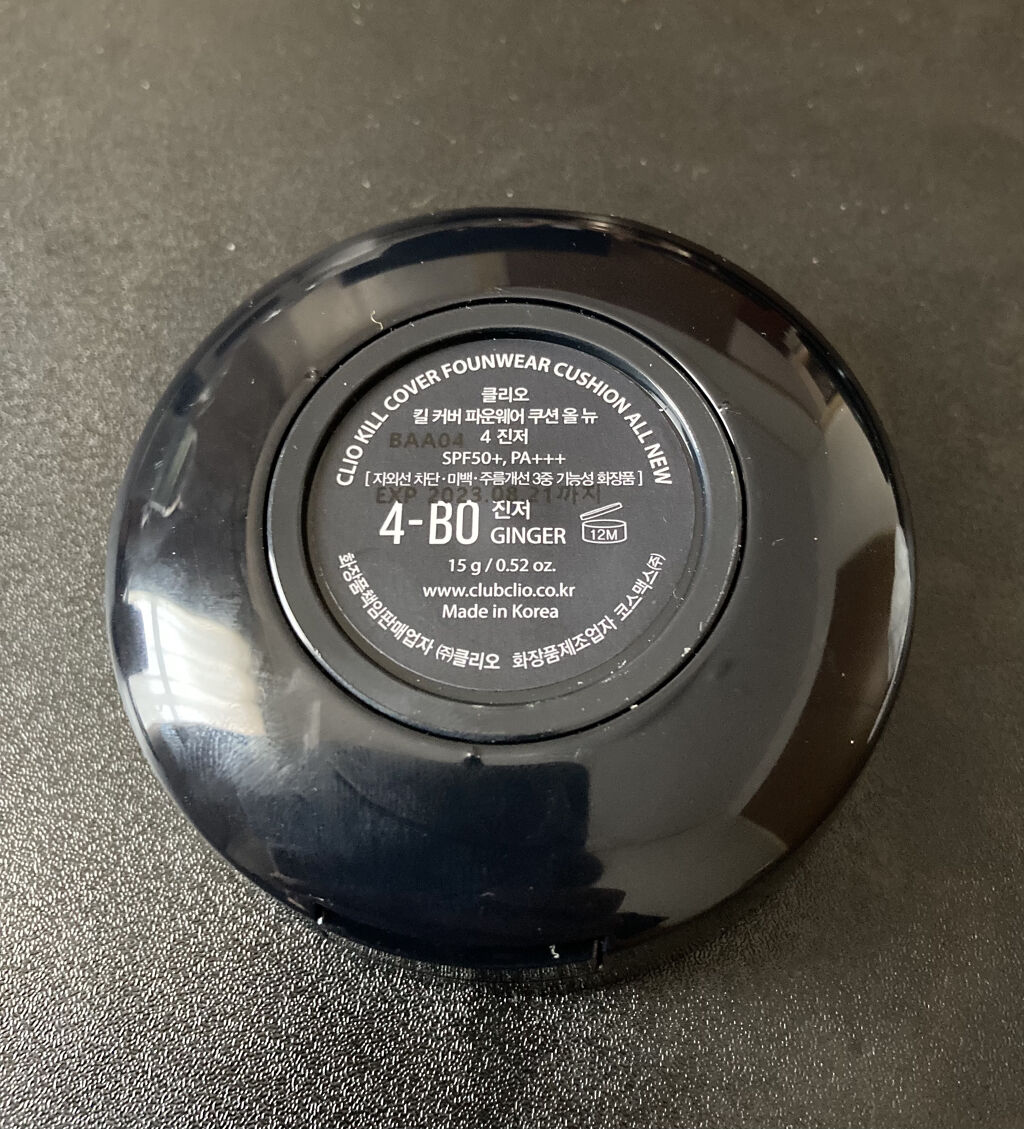 CLIO KILL COVER FOUNWEAR CUSHION ALL NEW
클리오
킬 커버 파운웨어 쿠션 올 뉴
BAA04
4 진저
SPF50+, PA+++
[ 자외선 차단·미백·주름개선 3중 기능성 화장품 ]
EXP 2023.08.21까지
4-BO 진저
GINGER
12M
15 g / 0.52 oz.
www.clubclio.co.kr
Made in Korea
화장품책임판매업자 ㈜클리오 화장품제조업자 코스맥스㈜